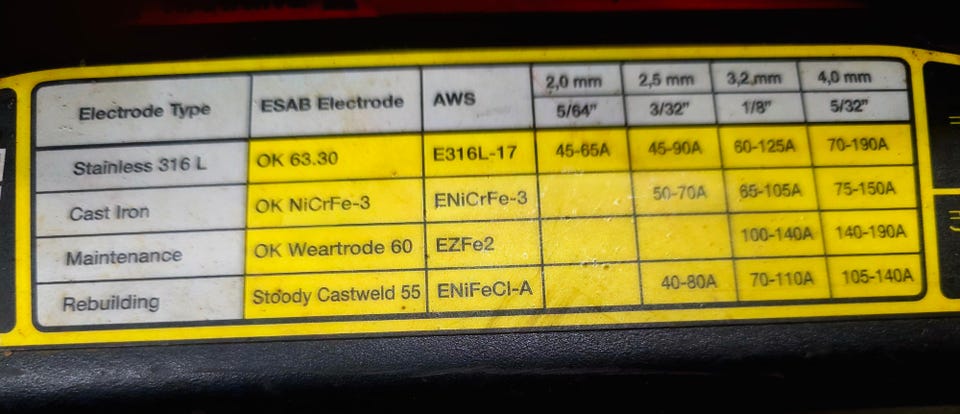 Electrode Type ESAB Electrode AWS 2,0 mm 2,5 mm 3,2 mm 4,0 mm
5/64" 3/32" 1/8" 5/32"
Stainless 316 L OK 63.30 E316L-17 45-65A 45-90A 60-125A 70-190A
Cast Iron OK NiCrFe-3 ENiCrFe-3 50-70A 65-105A 75-150A
Maintenance OK Weartrode 60 EZFe2 100-140A 140-190A
Rebuilding Stoody Castweld 55 ENiFeCl-A 40-80A 70-110A 105-140A